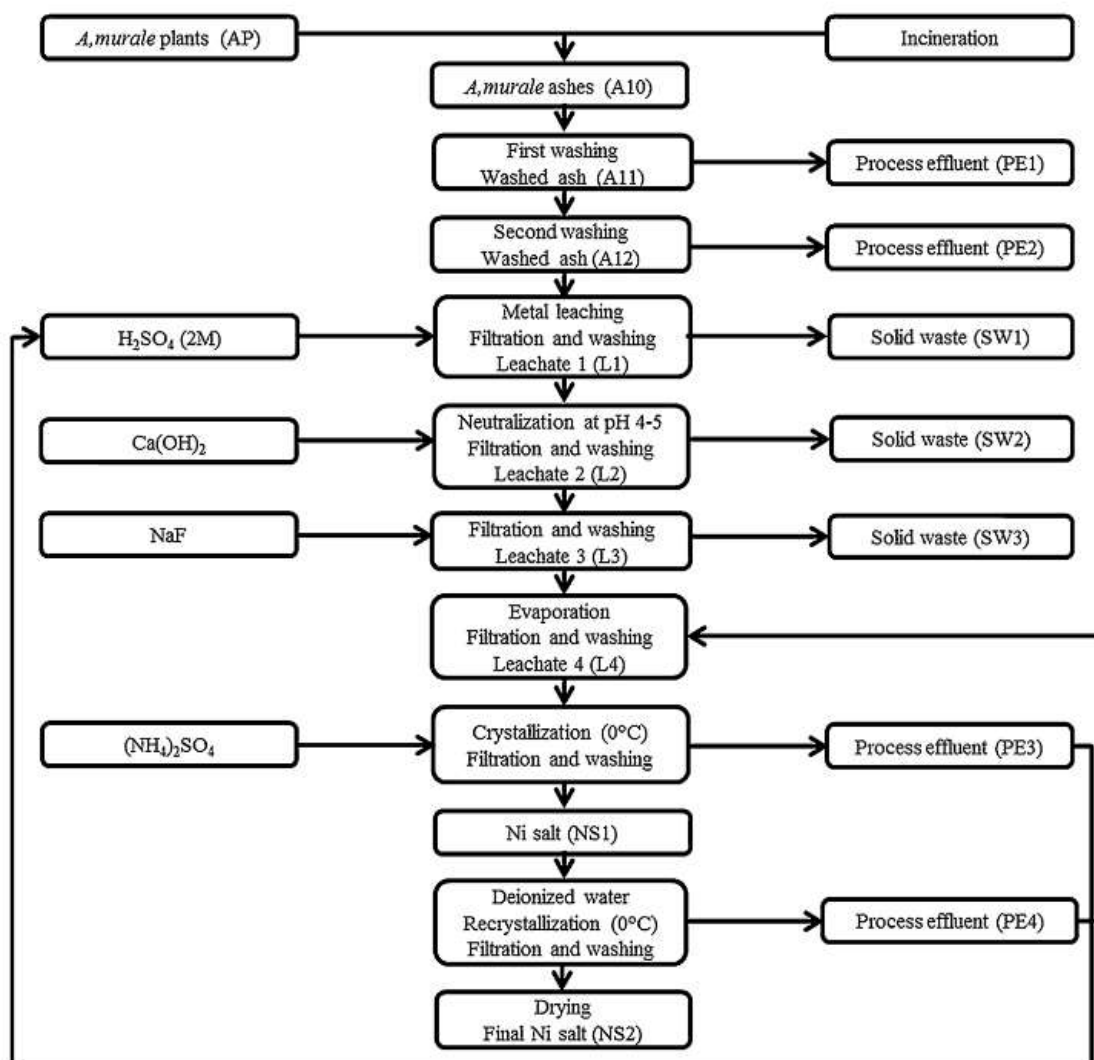 A,murale plants (AP)
Incineration
A,murale ashes (A10)
First washing
Washed ash (A11)
Process effluent (PE1)
Second washing
Washed ash (A12)
Process effluent (PE2)
H₂SO₄ (2M)
Metal leaching
Filtration and washing
Leachate 1 (L1)
Solid waste (SW1)
Ca(OH)₂
Neutralization at pH 4-5
Filtration and washing
Leachate 2 (L2)
Solid waste (SW2)
NaF
Filtration and washing
Leachate 3 (L3)
Solid waste (SW3)
Evaporation
Filtration and washing
Leachate 4 (L4)
(NH₄)₂SO₄
Crystallization (0°C)
Filtration and washing
Process effluent (PE3)
Ni salt (NS1)
Deionized water
Recrystallization (0°C)
Filtration and washing
Process effluent (PE4)
Drying
Final Ni salt (NS2)